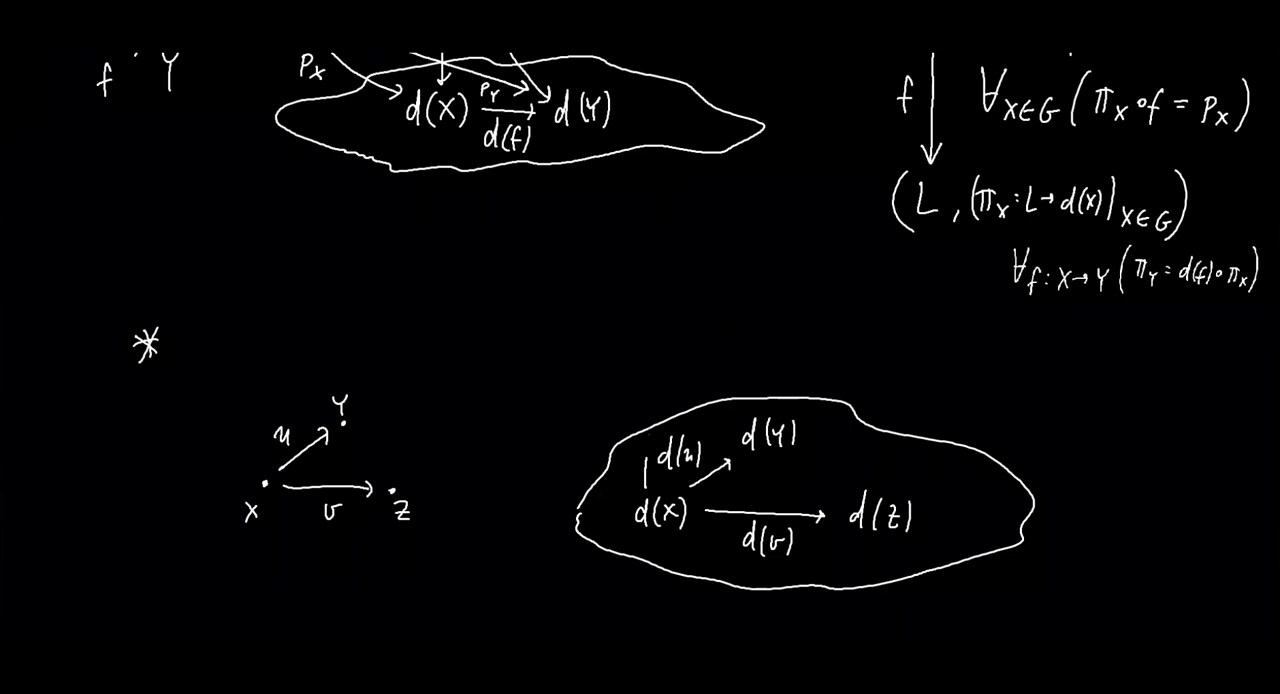 f Y
p_X
d(X) p_Y d(f) d(Y)
f ∀_{X∈G} (π_X ∘ f = p_X)
(L, (π_X : L → d(X))_{X∈G})
∀_{f : X → Y} (π_Y = d(f) ∘ π_X)
*
Y
u
X v Z
d(u) d(Y)
d(X) d(v) d(Z)